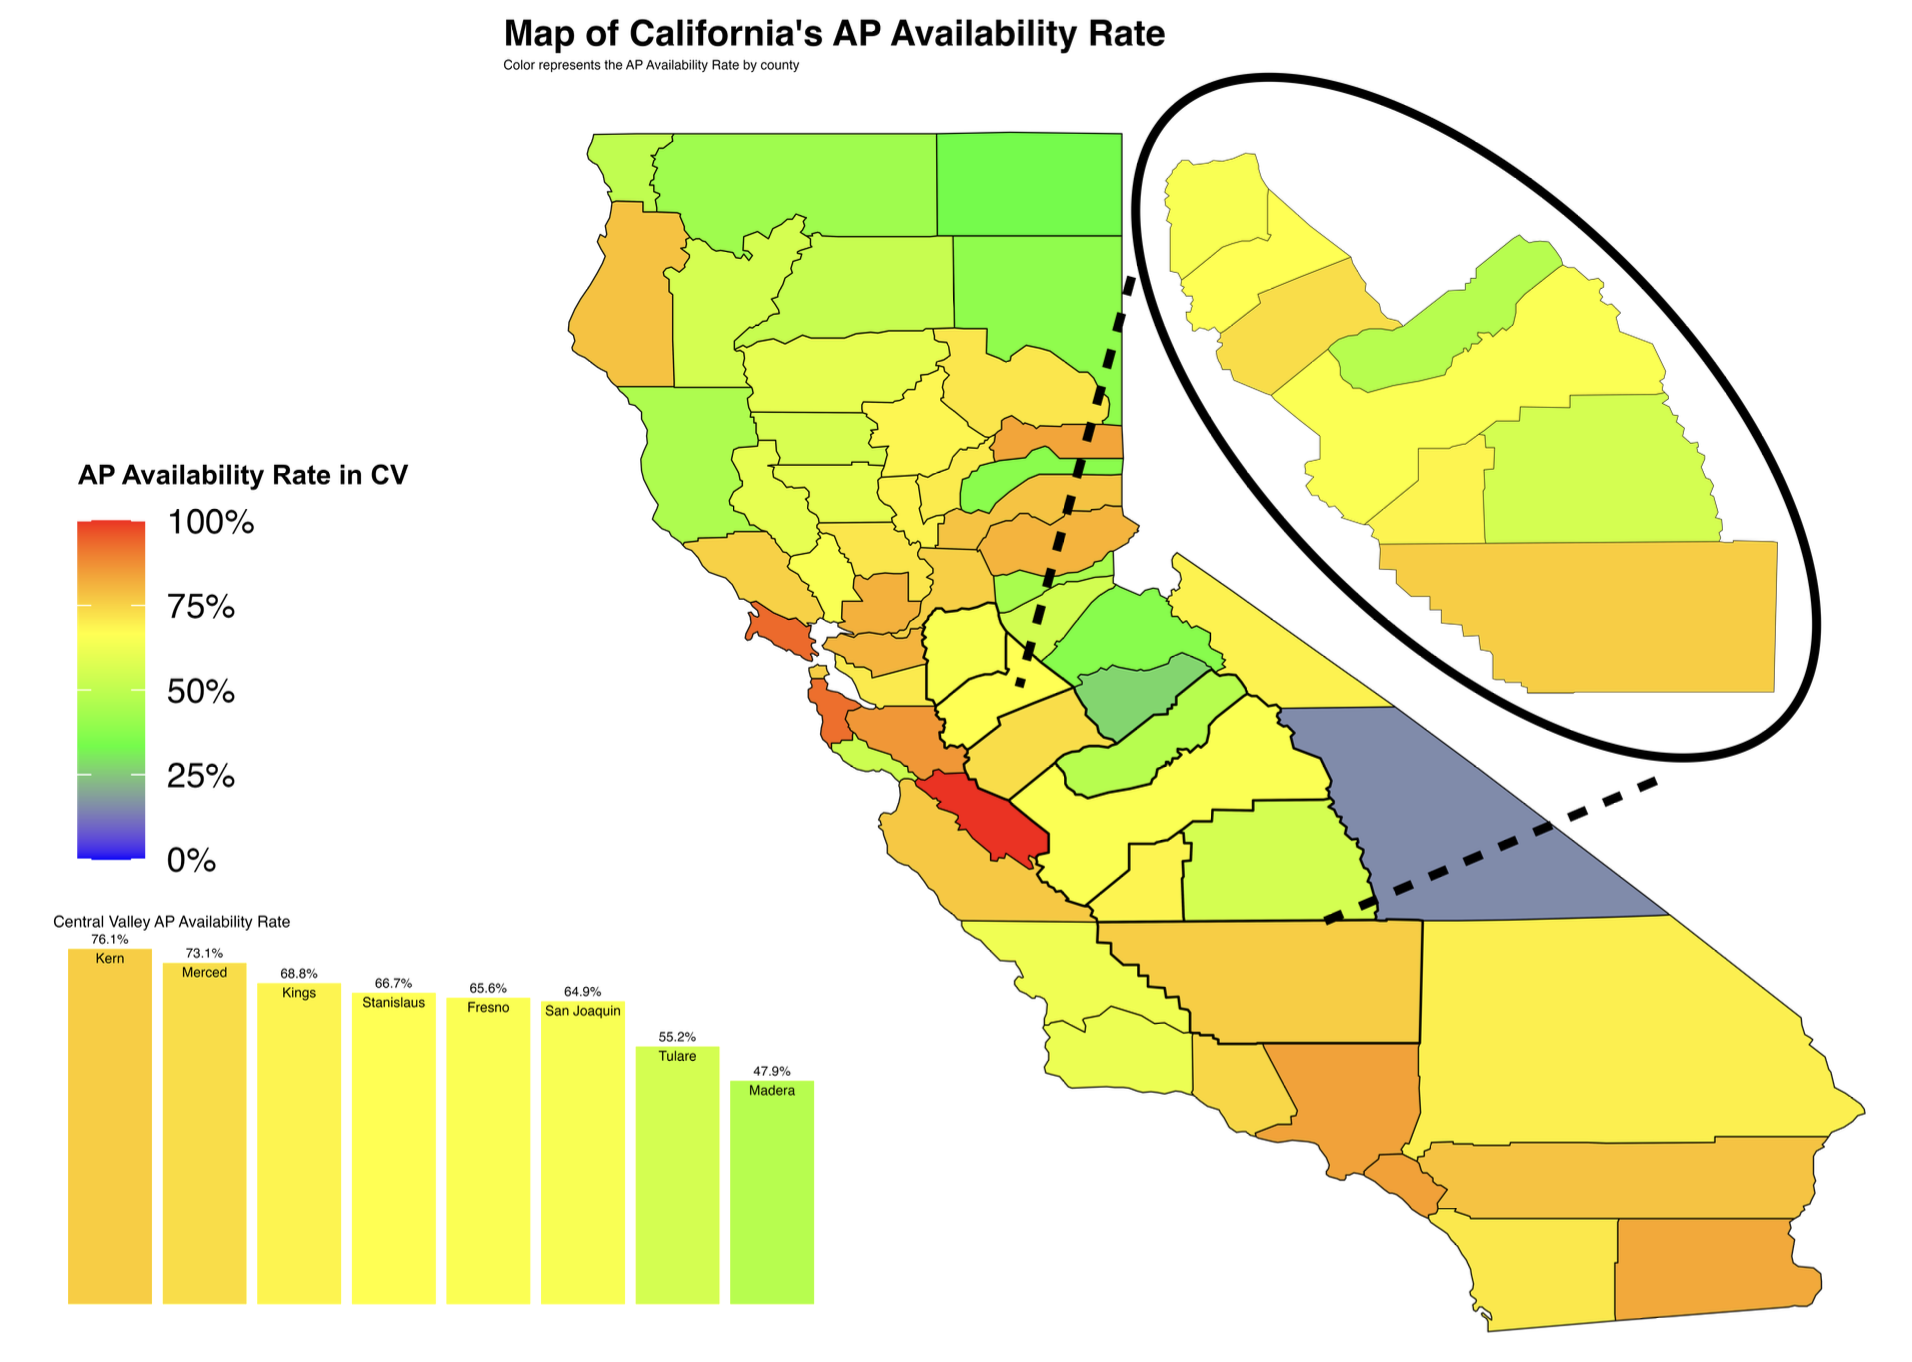 Map of California's AP Availability Rate
Color represents the AP Availability Rate by county
AP Availability Rate in CV
100%
75%
50%
25%
0%
Central Valley AP Availability Rate
76.1%
Kern
73.1%
Merced
68.8%
Kings
66.7%
Stanislaus
65.6%
Fresno
64.9%
San Joaquin
55.2%
Tulare
47.9%
Madera